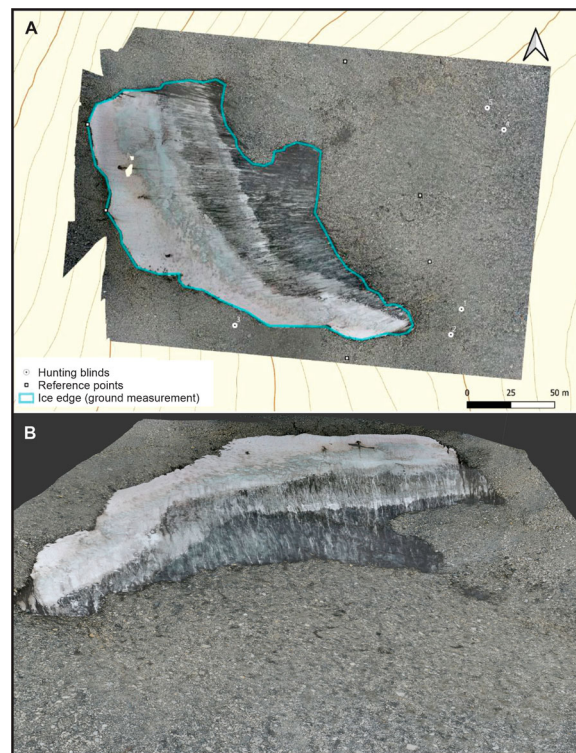 A
Hunting blinds
Reference points
Ice edge (ground measurement)
0 25 50 m
B